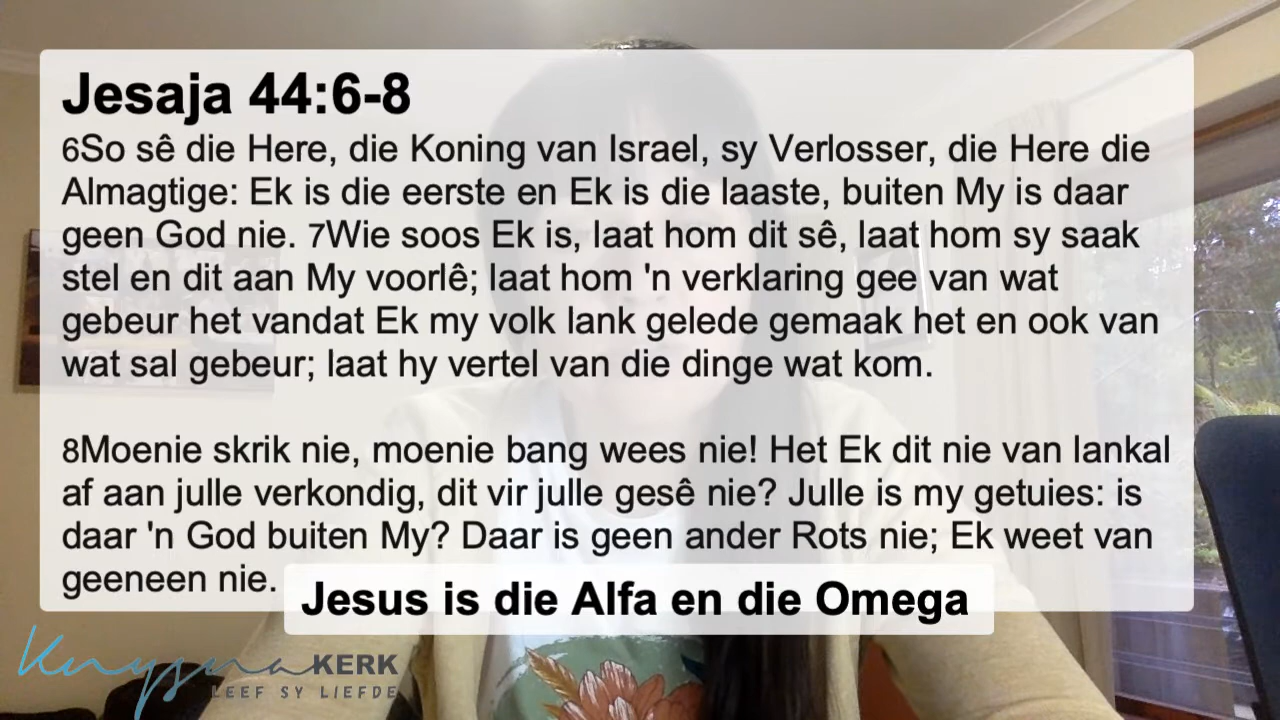 Jesaja 44:6-8
6So sê die Here, die Koning van Israel, sy Verlosser, die Here die
Almagtige: Ek is die eerste en Ek is die laaste, buiten My is daar
geen God nie. 7Wie soos Ek is, laat hom dit sê, laat hom sy saak
stel en dit aan My voorlê; laat hom 'n verklaring gee van wat
gebeur het vandat Ek my volk lank gelede gemaak het en ook van
wat sal gebeur; laat hy vertel van die dinge wat kom.
8Moenie skrik nie, moenie bang wees nie! Het Ek dit nie van lankal
af aan julle verkondig, dit vir julle gesê nie? Julle is my getuies: is
daar 'n God buiten My? Daar is geen ander Rots nie; Ek weet van
geeneen nie.
Jesus is die Alfa en die Omega
Knysna KERK
LEEF SY LIEFDE